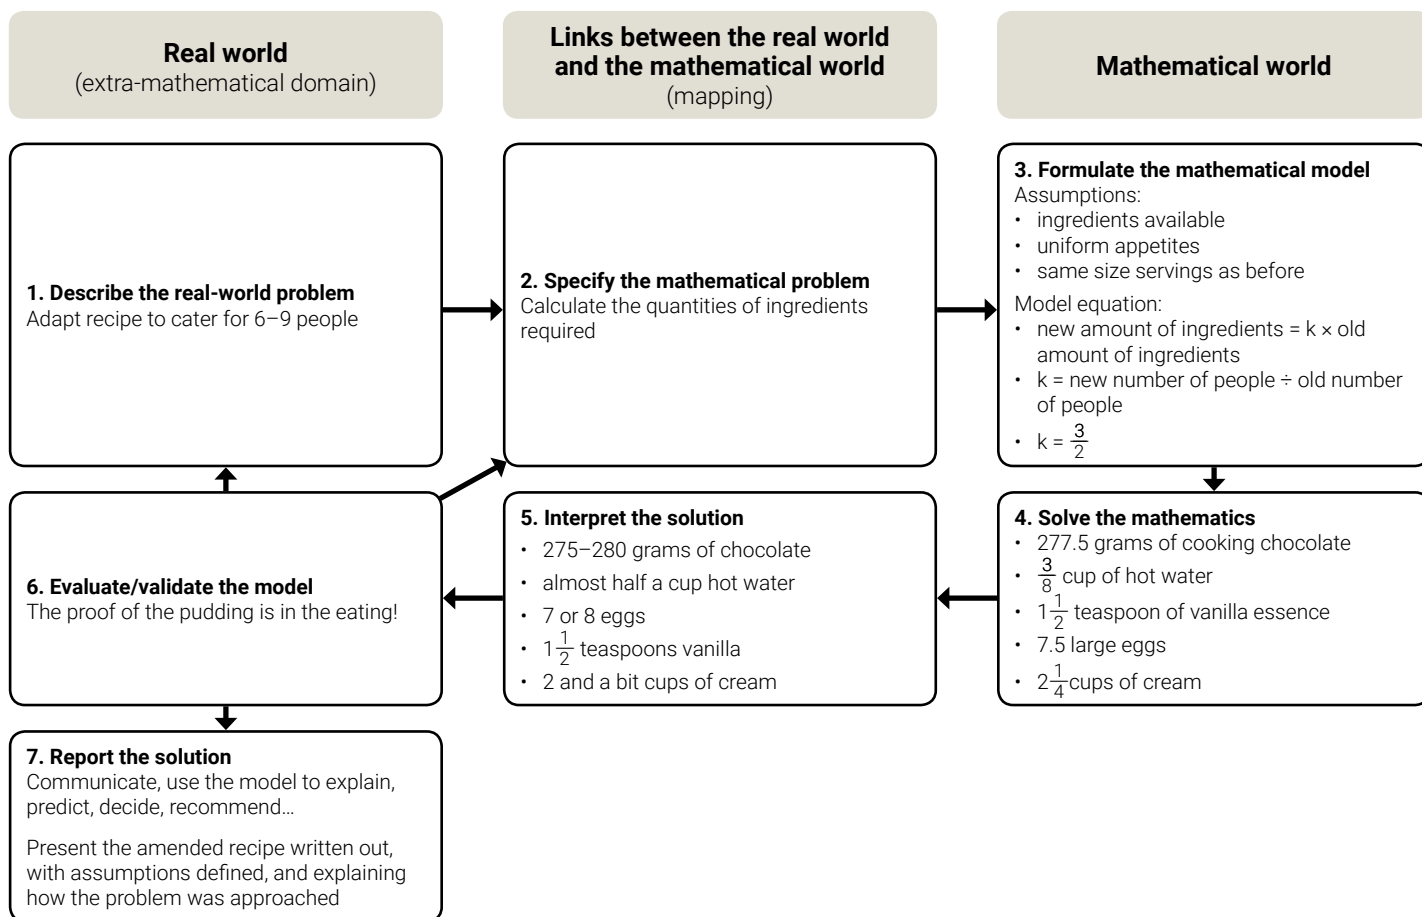 Real world
(extra-mathematical domain)
Links between the real world
and the mathematical world
(mapping)
Mathematical world
1. Describe the real-world problem
Adapt recipe to cater for 6–9 people
2. Specify the mathematical problem
Calculate the quantities of ingredients
required
3. Formulate the mathematical model
Assumptions:
• ingredients available
• uniform appetites
• same size servings as before
Model equation:
• new amount of ingredients = k × old
amount of ingredients
• k = new number of people ÷ old number
of people
• k = 3/2
4. Solve the mathematics
• 277.5 grams of cooking chocolate
• 3/8 cup of hot water
• 1 1/2 teaspoon of vanilla essence
• 7.5 large eggs
• 2 1/4 cups of cream
5. Interpret the solution
• 275–280 grams of chocolate
• almost half a cup hot water
• 7 or 8 eggs
• 1 1/2 teaspoons vanilla
• 2 and a bit cups of cream
6. Evaluate/validate the model
The proof of the pudding is in the eating!
7. Report the solution
Communicate, use the model to explain,
predict, decide, recommend…
Present the amended recipe written out,
with assumptions defined, and explaining
how the problem was approached